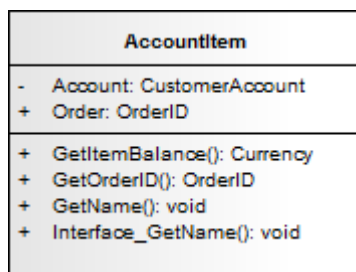 AccountItem
- Account: CustomerAccount
+ Order: OrderID
+ GetItemBalance(): Currency
+ GetOrderID(): OrderID
+ GetName(): void
+ Interface_GetName(): void